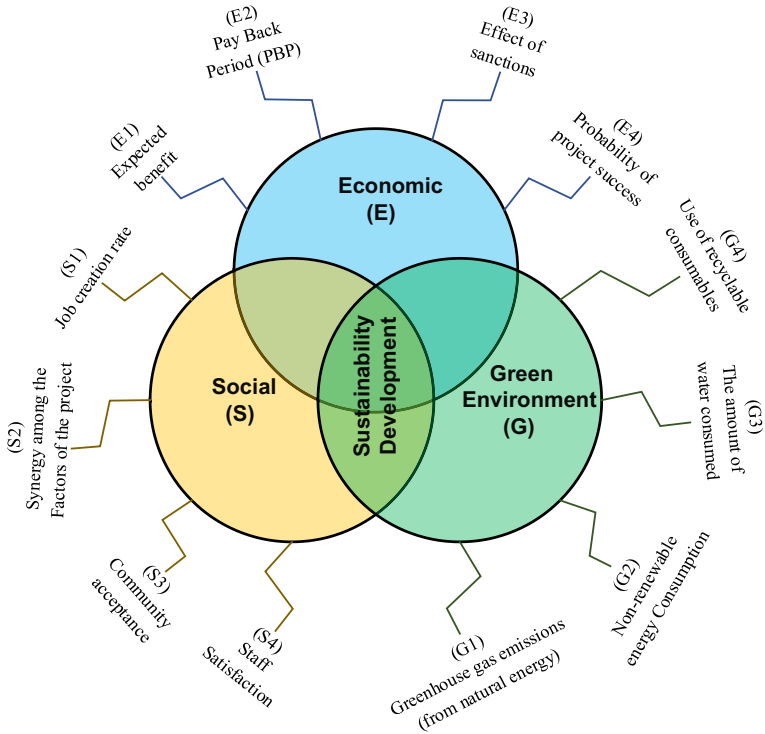 (E2)
Pay Back
Period (PBP)
(E3)
Effect of
sanctions
(E1)
Expected
benefit
(E4)
Probability of
project success
Economic
(E)
(S1)
Job creation rate
(G4)
Use of recyclable
consumables
Sustainability
Development
Social
(S)
Green
Environment
(G)
(S2)
Synergy among the
Factors of the project
(G3)
The amount of
water consumed
(S3)
Community
acceptance
(S4)
Staff
Satisfaction
(G1)
Greenhouse gas emissions
(from natural energy)
(G2)
Non-renewable
energy Consumption